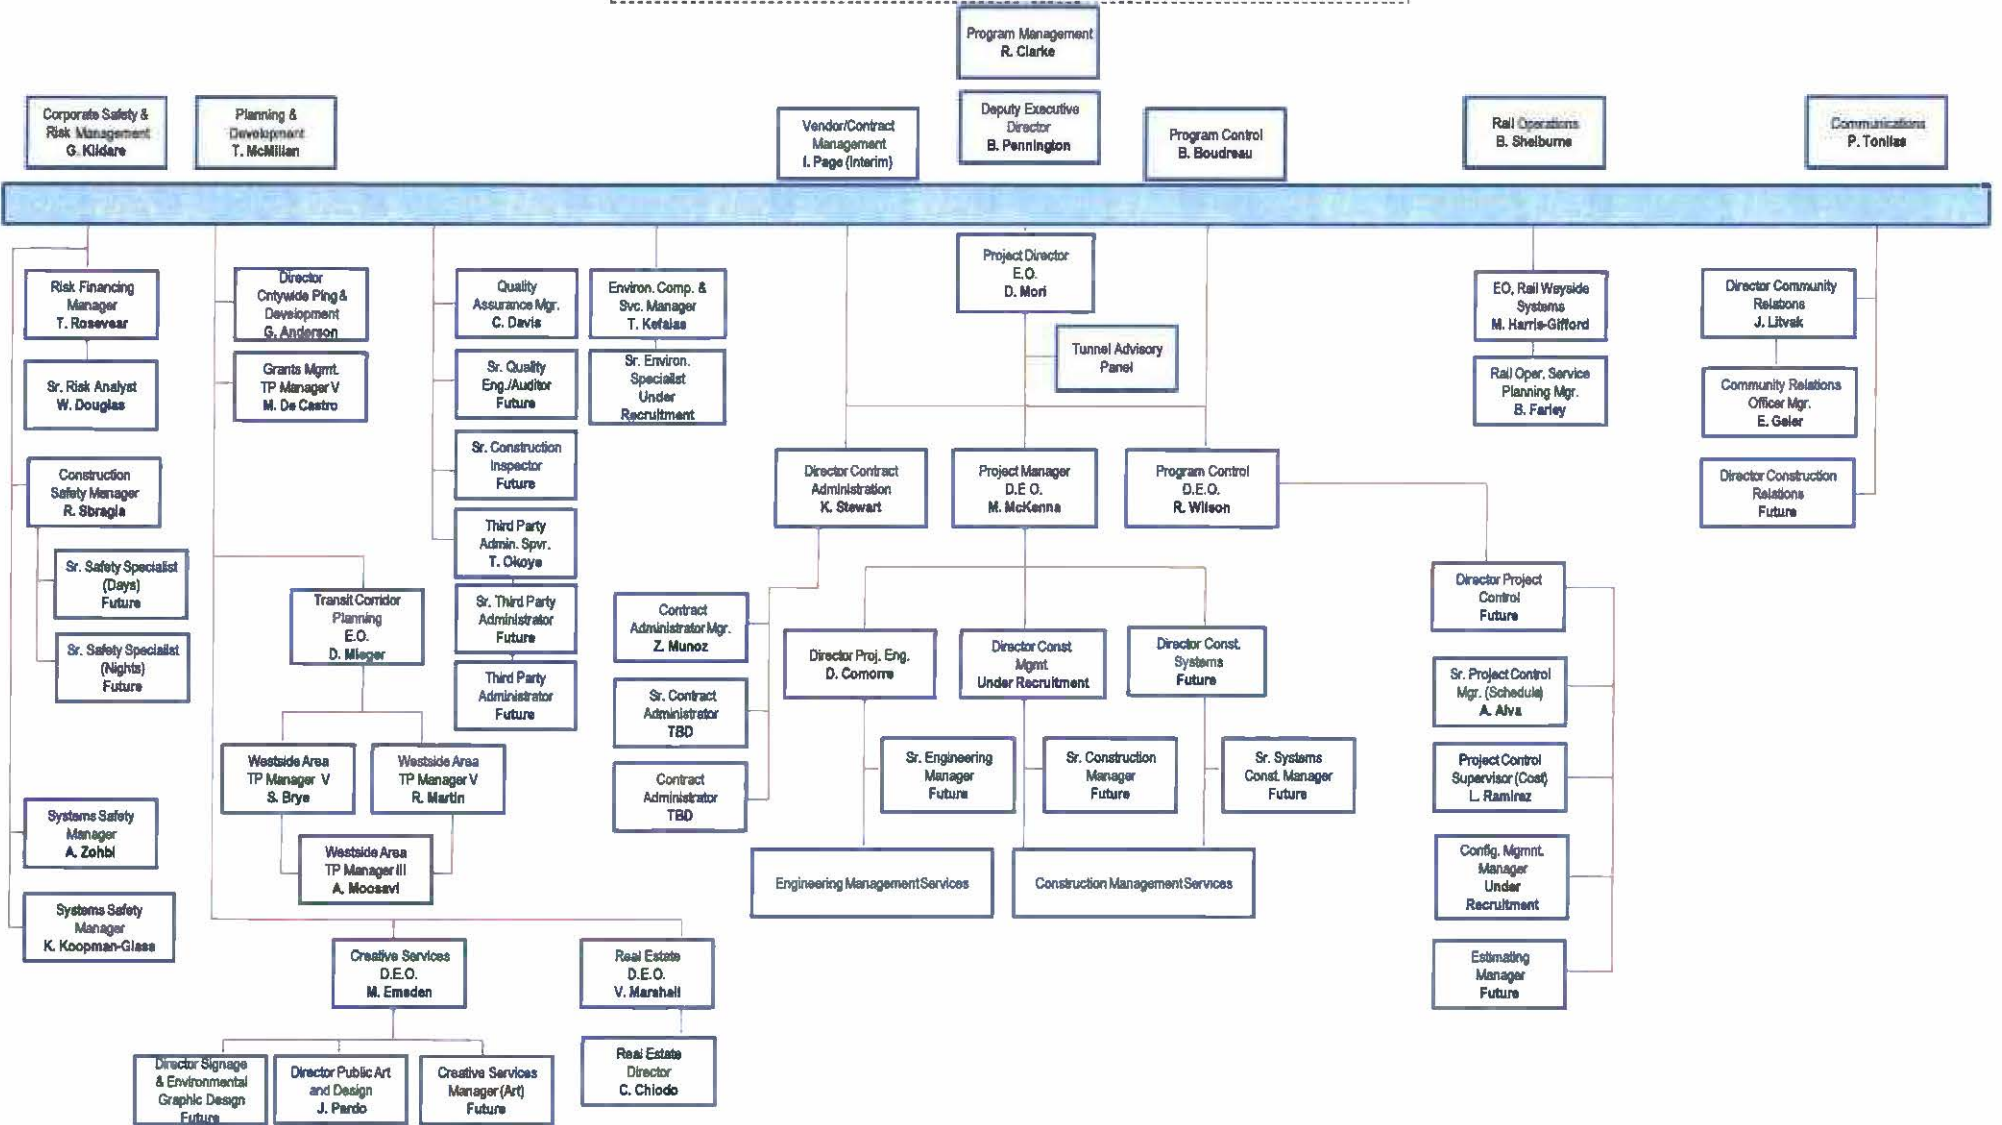 Program Management
R. Clarke
Corporate Safety &
Risk Management
G. Kildare
Planning &
Development
T. McMillan
Vendor/Contract
Management
I. Page (Interim)
Deputy Executive
Director
B. Pennington
Program Control
B. Boudreau
Rail Operations
B. Shelburne
Communications
P. Tonilas
Risk Financing
Manager
T. Rosevear
Sr. Risk Analyst
W. Douglas
Construction
Safety Manager
R. Sbragia
Sr. Safety Specialist
(Days)
Future
Sr. Safety Specialist
(Nights)
Future
Systems Safety
Manager
A. Zohbi
Systems Safety
Manager
K. Koopman-Glass
Director
Cntywide Plng &
Development
G. Anderson
Grants Mgmt.
TP Manager V
M. De Castro
Transit Corridor
Planning
E.O.
D. Mieger
Westside Area
TP Manager V
S. Brye
Westside Area
TP Manager V
R. Martin
Westside Area
TP Manager III
A. Moosavi
Creative Services
D.E.O.
M. Emsden
Director Signage
& Environmental
Graphic Design
Future
Director Public Art
and Design
J. Pardo
Creative Services
Manager (Art)
Future
Real Estate
D.E.O.
V. Marshall
Real Estate
Director
C. Chiodo
Quality
Assurance Mgr.
C. Davis
Sr. Quality
Eng./Auditor
Future
Sr. Construction
Inspector
Future
Third Party
Admin. Spvr.
T. Okoye
Sr. Third Party
Administrator
Future
Third Party
Administrator
Future
Environ. Comp. &
Svc. Manager
T. Kefalas
Sr. Environ.
Specialist
Under
Recruitment
Project Director
E.O.
D. Mori
Tunnel Advisory
Panel
Director Contract
Administration
K. Stewart
Project Manager
D.E.O.
M. McKenna
Program Control
D.E.O.
R. Wilson
Contract
Administrator Mgr.
Z. Munoz
Sr. Contract
Administrator
TBD
Contract
Administrator
TBD
Director Proj. Eng.
D. Comorre
Director Const
Mgmt
Under Recruitment
Director Const.
Systems
Future
Sr. Engineering
Manager
Future
Sr. Construction
Manager
Future
Sr. Systems
Const. Manager
Future
Engineering Management Services
Construction Management Services
Director Project
Control
Future
Sr. Project Control
Mgr. (Schedule)
A. Alva
Project Control
Supervisor (Cost)
L. Ramirez
Config. Mgmnt.
Manager
Under
Recruitment
Estimating
Manager
Future
EO, Rail Wayside
Systems
M. Harris-Gifford
Rail Oper, Service
Planning Mgr.
B. Farley
Director Community
Relations
J. Litvak
Community Relations
Officer Mgr.
E. Geier
Director Construction
Relations
Future